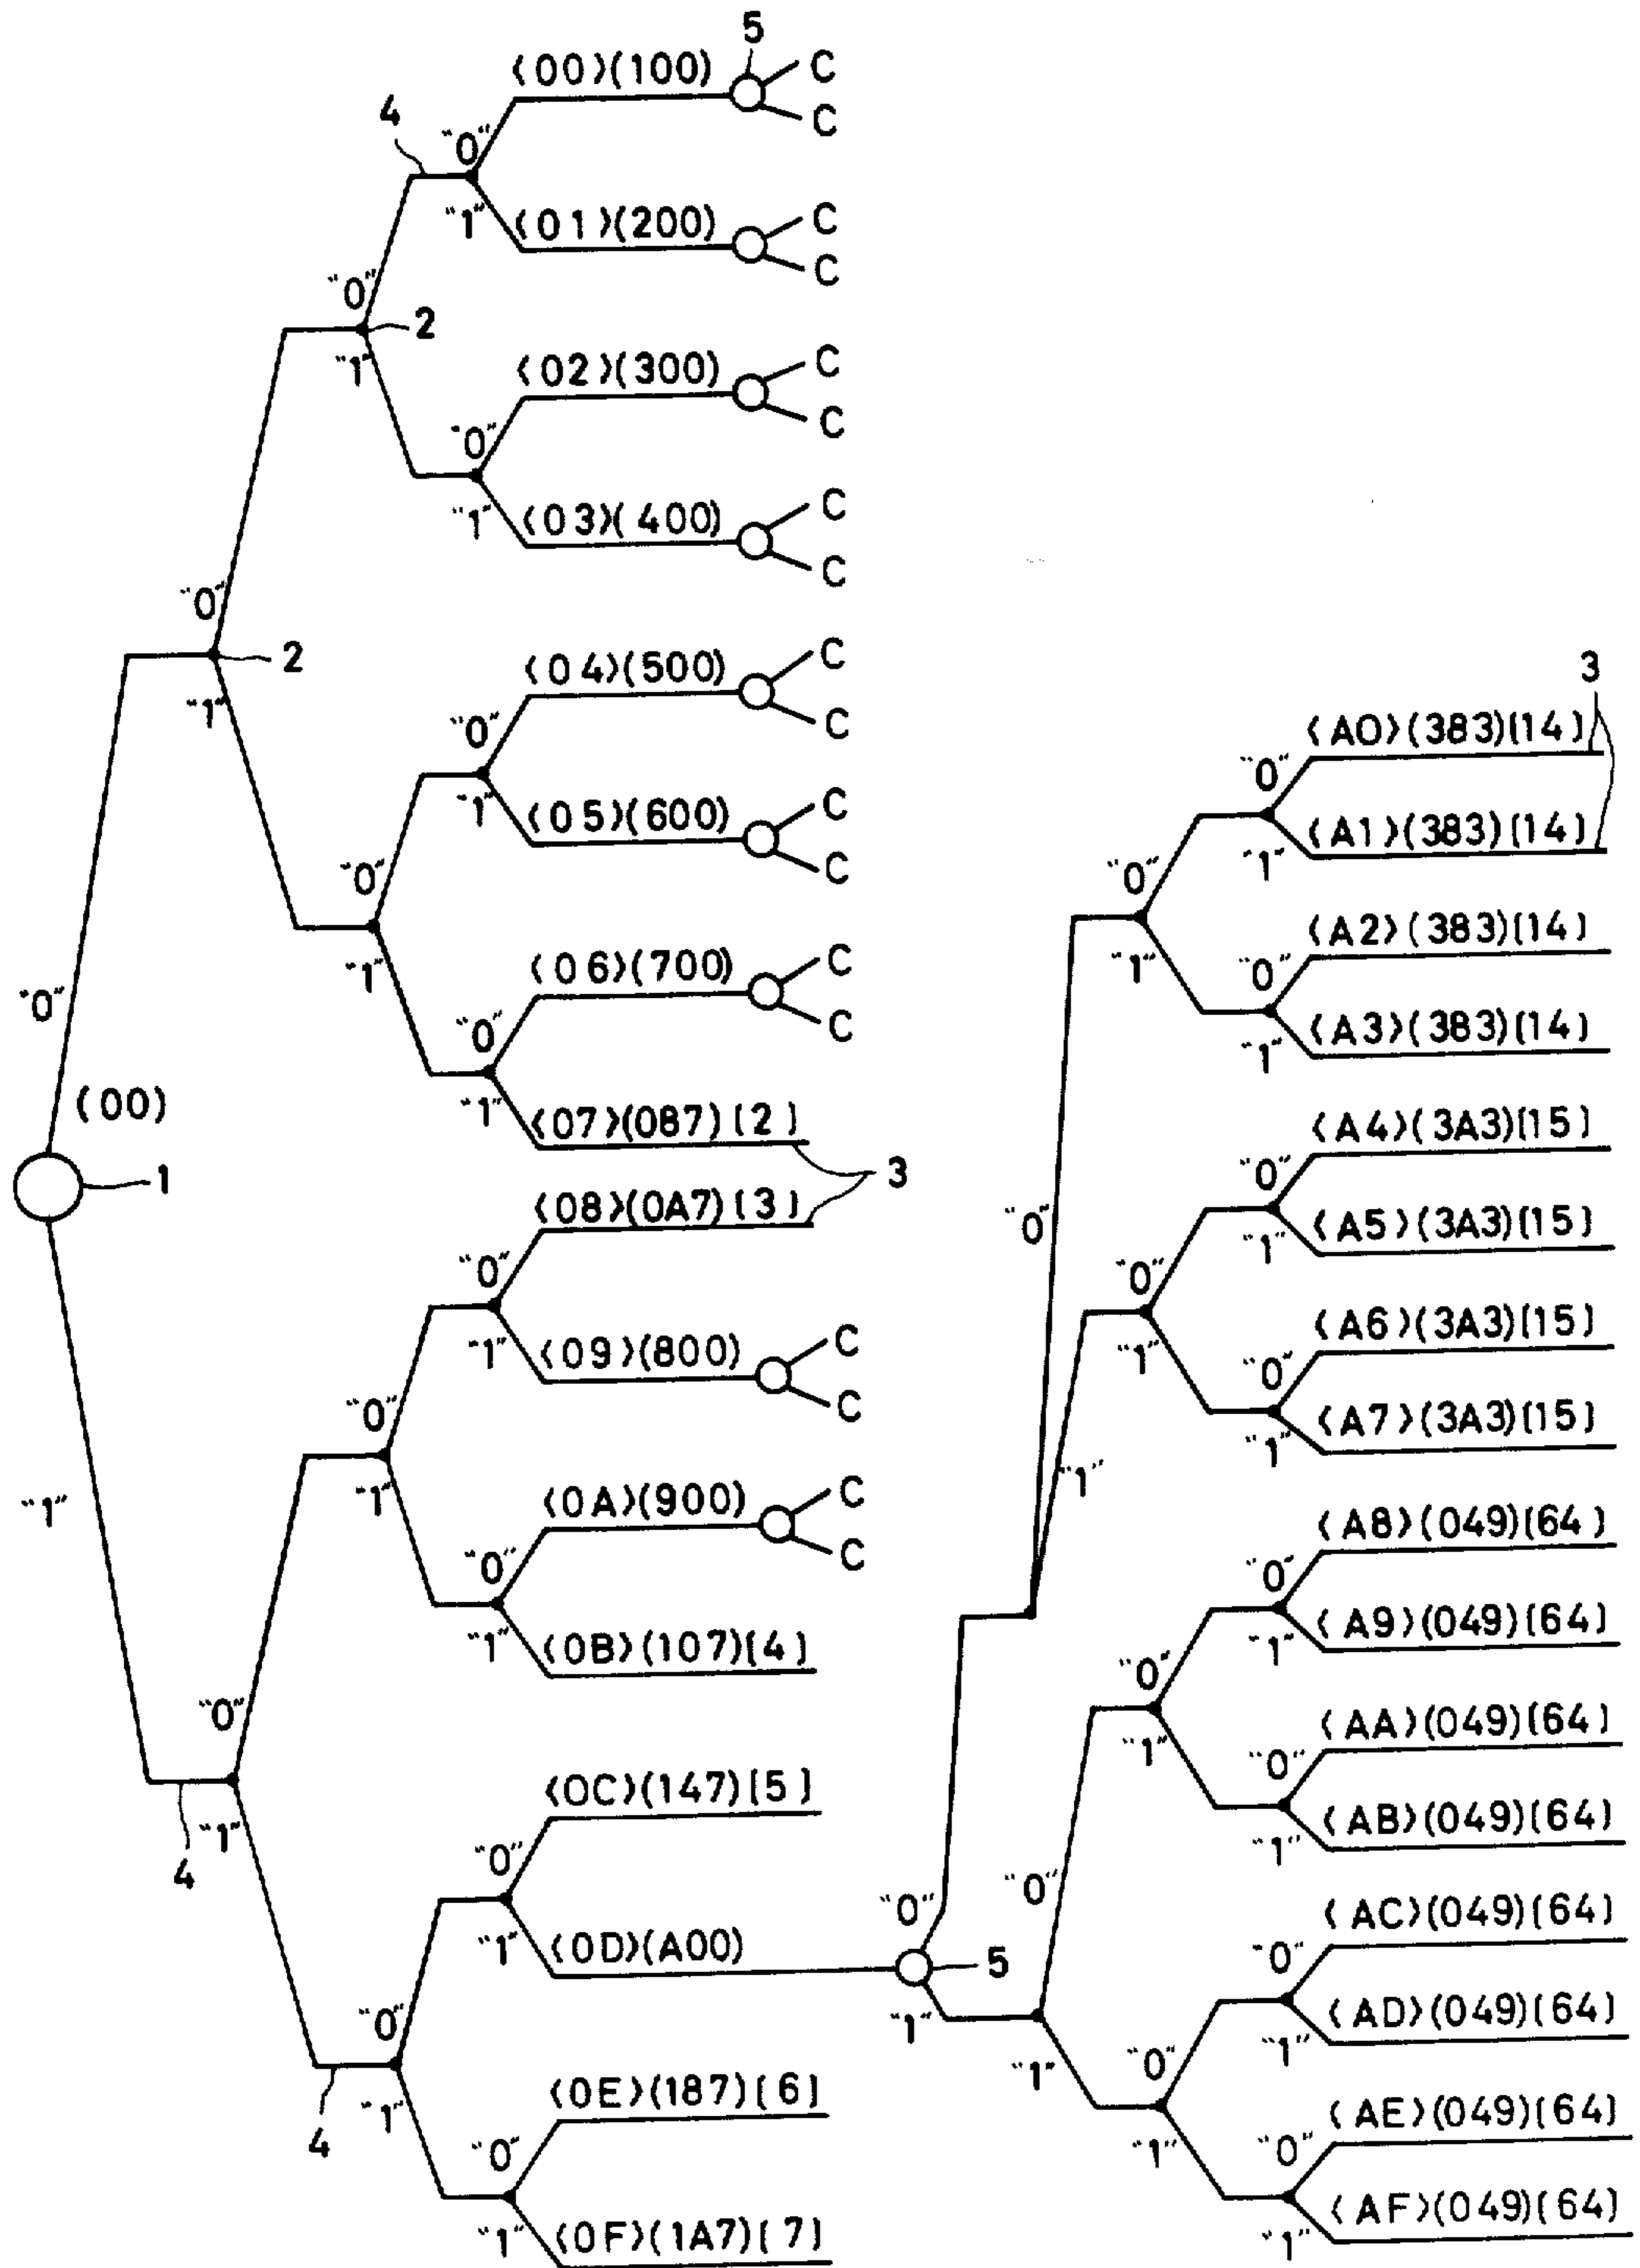 5
⟨00⟩(100) C
C
4
"0"
"1"
⟨01⟩(200) C
C
"0"
2
"1"
⟨02⟩(300) C
C
"0"
"1"
⟨03⟩(400) C
C
"0"
2
"1"
⟨04⟩(500) C
C
"0"
"1"
⟨05⟩(600) C
C
"0"
"1"
⟨06⟩(700) C
C
"0"
"1"
⟨07⟩(087)[2]
3
"0"
(00)
1
⟨08⟩(0A7)[3]
"0"
"1"
⟨09⟩(800) C
C
"0"
"1"
⟨0A⟩(900) C
C
"0"
"1"
⟨0B⟩(107)[4]
"1"
"0"
"1"
4
⟨0C⟩(147)[5]
"0"
"1"
⟨0D⟩(A00)
5
"0"
"1"
4
⟨0E⟩(187)[6]
"0"
"1"
⟨0F⟩(1A7)[7]
3
⟨A0⟩(383)[14]
"0"
"1"
⟨A1⟩(383)[14]
"0"
"1"
⟨A2⟩(383)[14]
"0"
"1"
⟨A3⟩(383)[14]
"0"
⟨A4⟩(3A3)[15]
"0"
"1"
⟨A5⟩(3A3)[15]
"0"
"1"
⟨A6⟩(3A3)[15]
"0"
"1"
⟨A7⟩(3A3)[15]
"1"
⟨A8⟩(049)[64]
"0"
"1"
⟨A9⟩(049)[64]
"0"
"1"
⟨AA⟩(049)[64]
"0"
"1"
⟨AB⟩(049)[64]
"0"
"0"
"1"
"1"
⟨AC⟩(049)[64]
"0"
"1"
⟨AD⟩(049)[64]
"0"
"1"
⟨AE⟩(049)[64]
"0"
"1"
⟨AF⟩(049)[64]